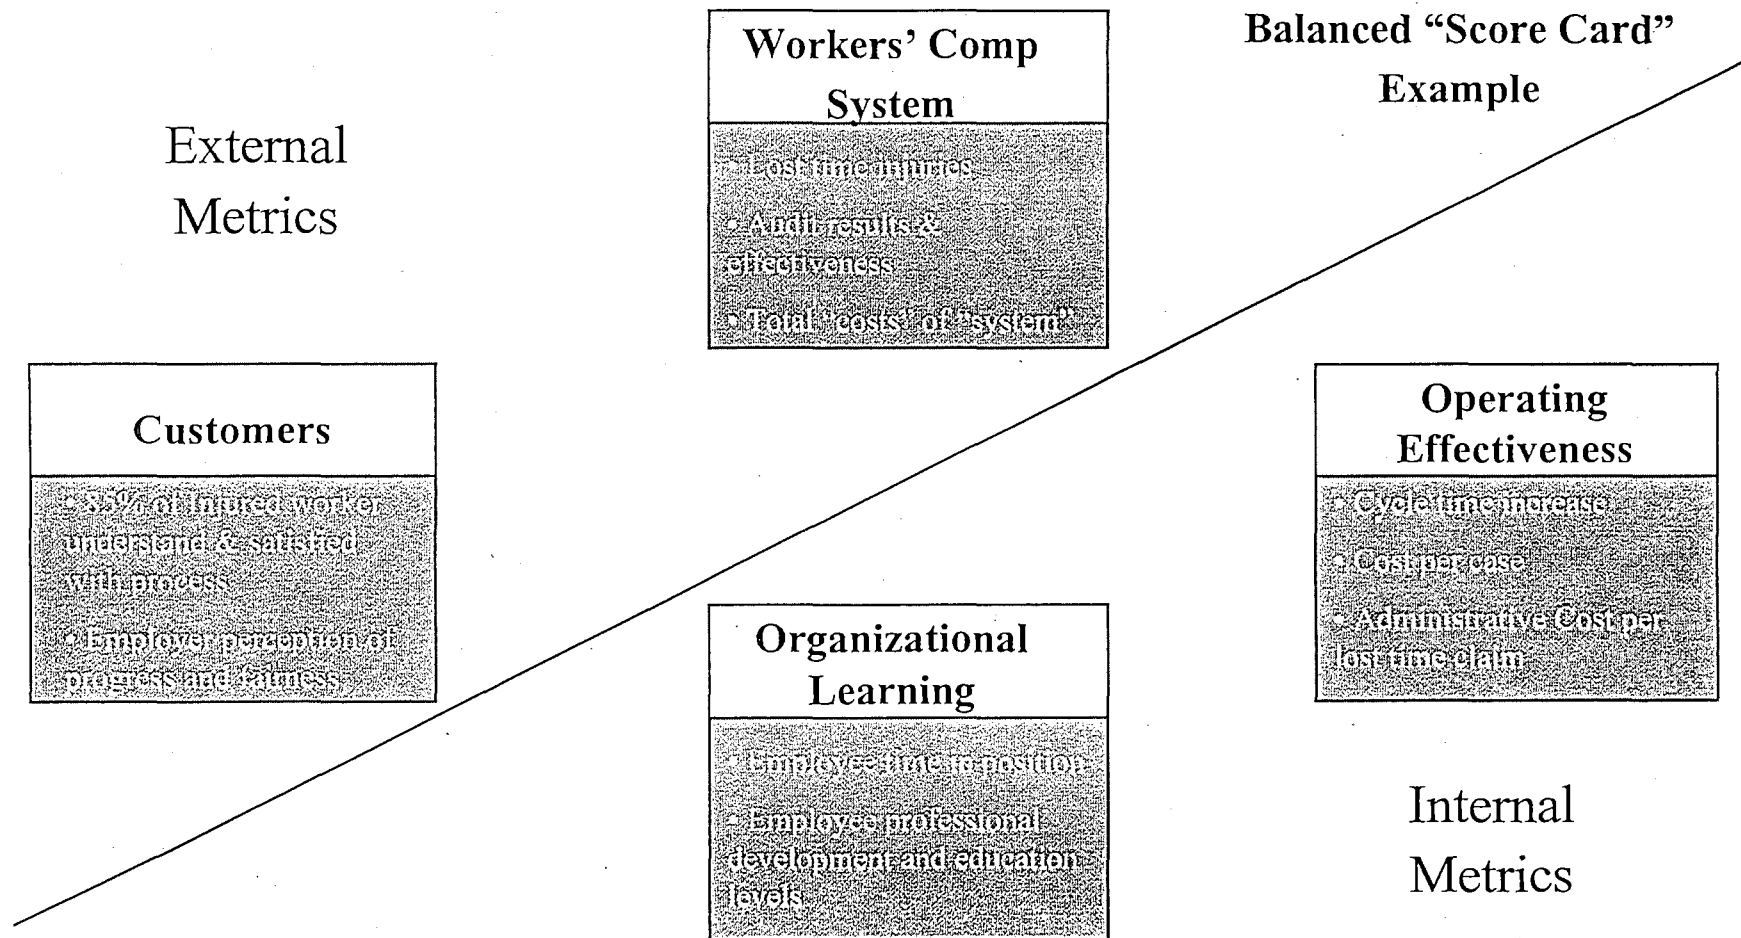 Balanced “Score Card”
Example
External
Metrics
Workers’ Comp
System
• Lost time injuries
• Audit results &
effectiveness
• Total “costs” of “system”
Customers
• 85% of Injured worker
understand & satisfied
with process
• Employer perception of
progress and fairness
Operating
Effectiveness
• Cycle time increase
• Cost per case
• Administrative Cost per
lost time claim
Organizational
Learning
• Employee time in position
• Employee professional
development and education
levels
Internal
Metrics